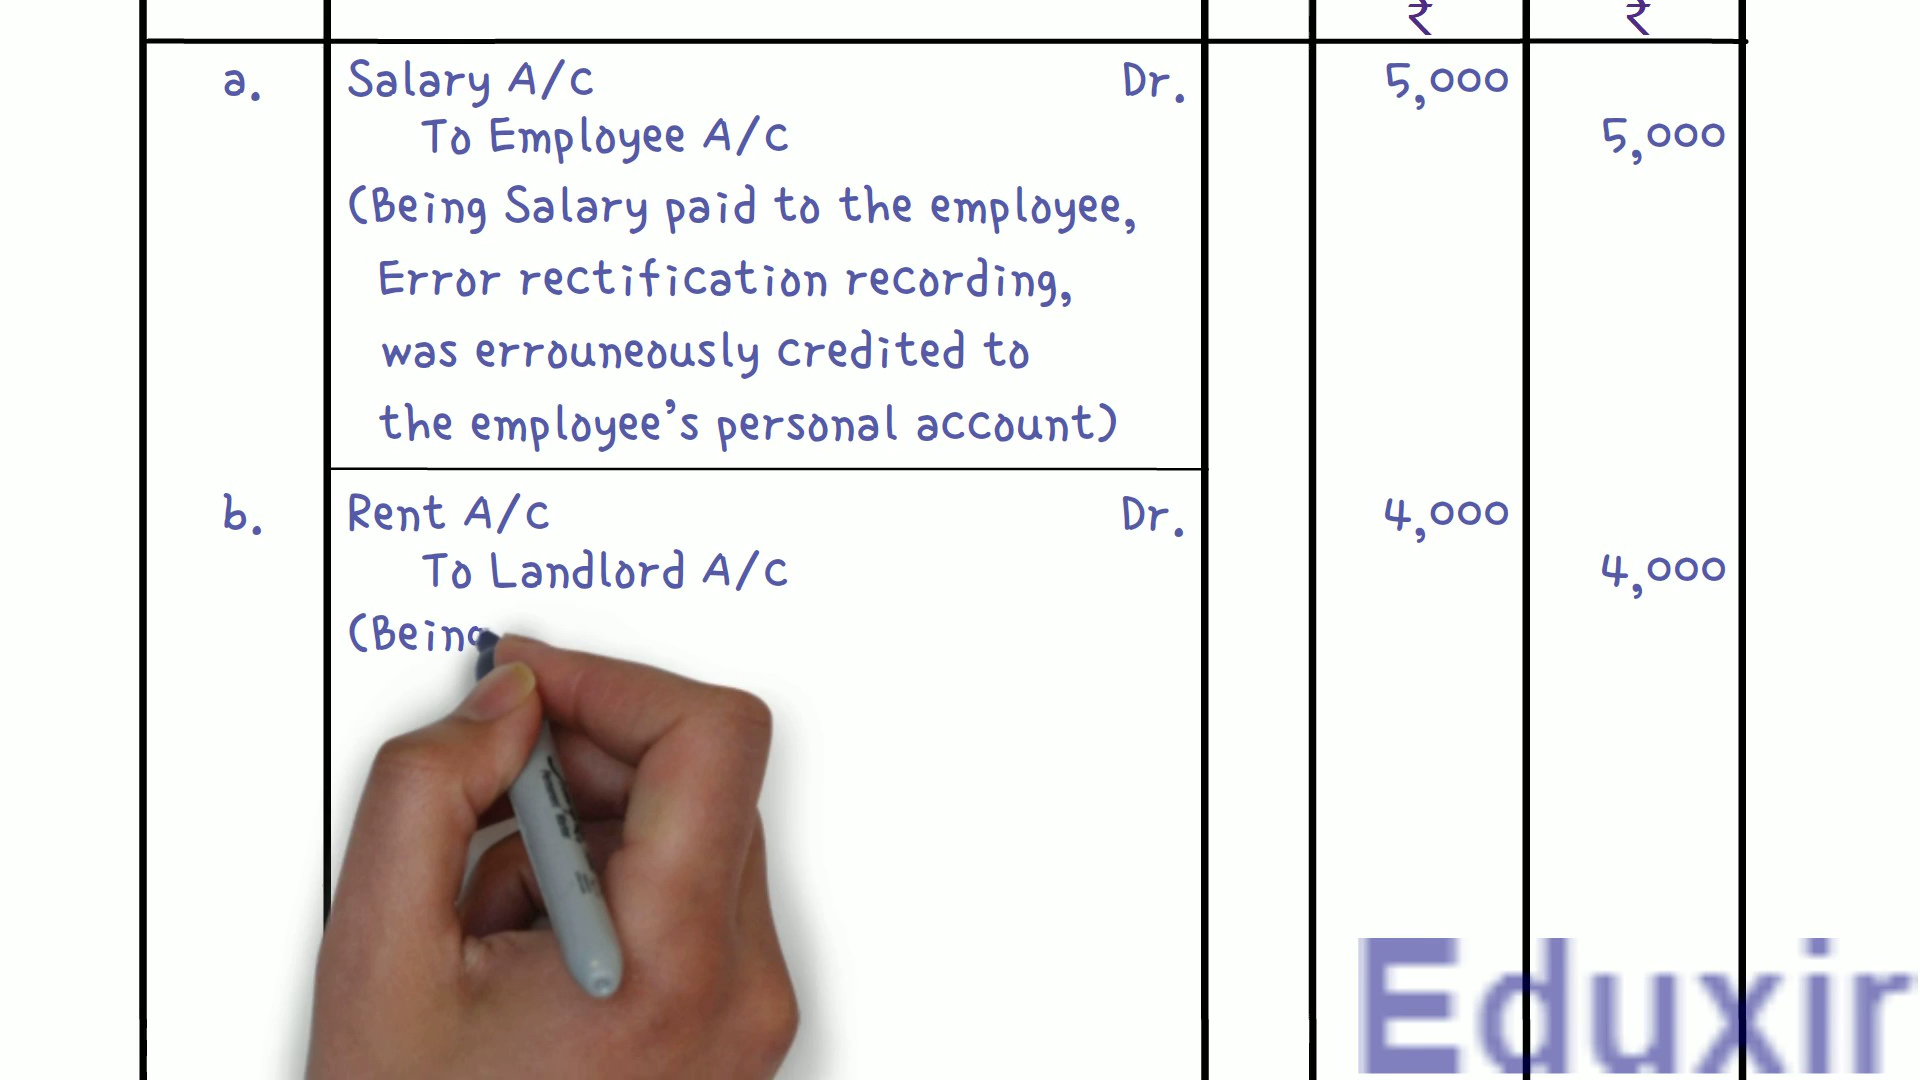 ₹ ₹
a. Salary A/c Dr. 5,000
To Employee A/c 5,000
(Being Salary paid to the employee,
Error rectification recording,
was errouneously credited to
the employee's personal account)
b. Rent A/c Dr. 4,000
To Landlord A/c 4,000
(Being
Eduxir